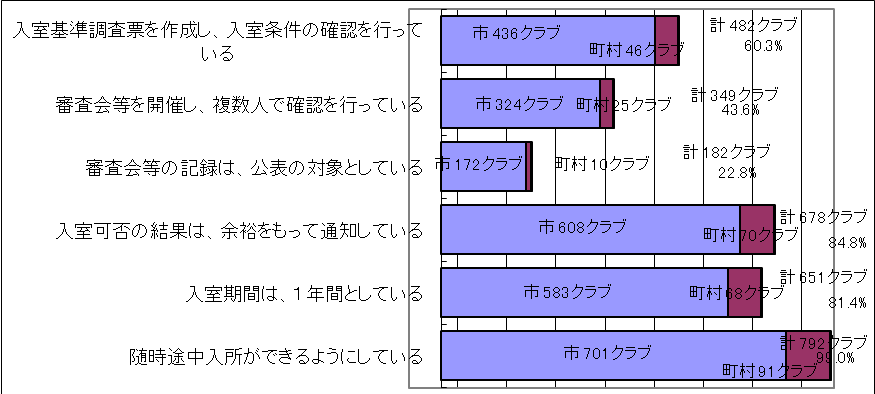 入室基準調査票を作成し、入室条件の確認を行って
いる
市436クラブ
町村46クラブ
計482クラブ
60.3%
審査会等を開催し、複数人で確認を行っている
市324クラブ
町村25クラブ
計349クラブ
43.6%
審査会等の記録は、公表の対象としている
市172クラブ
町村10クラブ
計182クラブ
22.8%
入室可否の結果は、余裕をもって通知している
市608クラブ
町村70クラブ
計678クラブ
84.8%
入室期間は、1年間としている
市583クラブ
町村68クラブ
計651クラブ
81.4%
随時途中入所ができるようにしている
市701クラブ
町村91クラブ
計792クラブ
99.0%